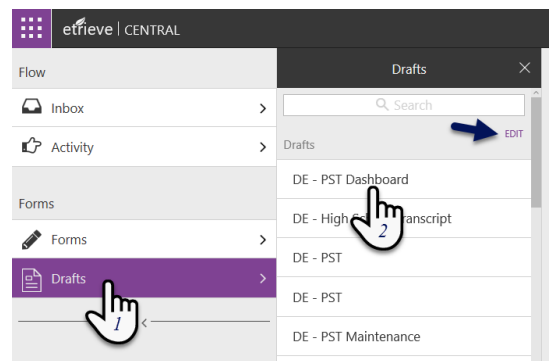 etrieve | CENTRAL
Flow
Inbox
Activity
Forms
Forms
Drafts
1
Drafts
Search
Drafts
EDIT
DE - PST Dashboard
2
DE - High School Transcript
DE - PST
DE - PST
DE - PST Maintenance